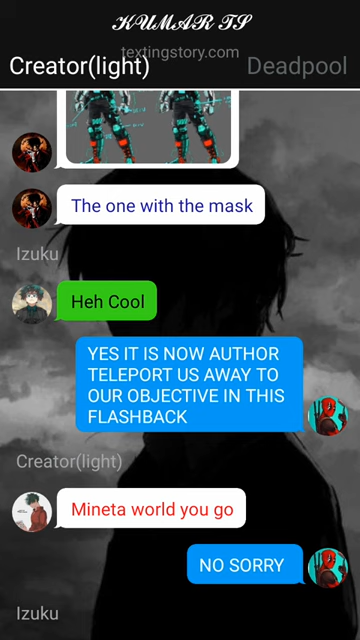 KUMAR TS
textingstory.com
Creator(light) Deadpool
The one with the mask
Izuku
Heh Cool
YES IT IS NOW AUTHOR
TELEPORT US AWAY TO
OUR OBJECTIVE IN THIS
FLASHBACK
Creator(light)
Mineta world you go
NO SORRY
Izuku